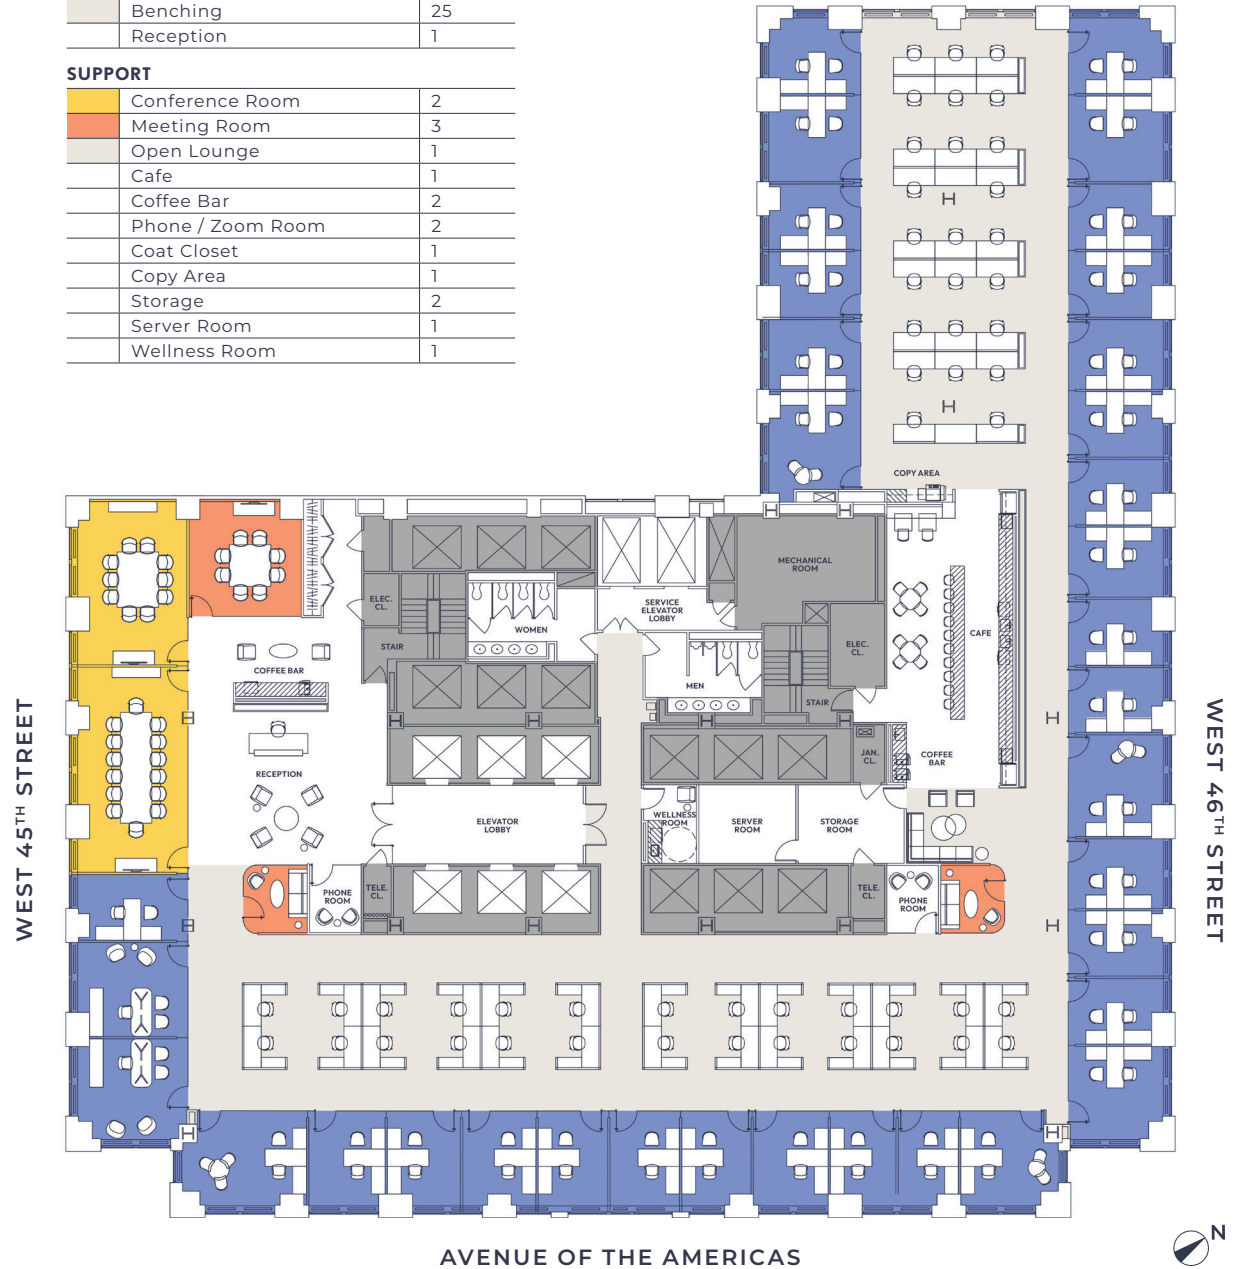 Benching 25
Reception 1
SUPPORT
Conference Room 2
Meeting Room 3
Open Lounge 1
Cafe 1
Coffee Bar 2
Phone / Zoom Room 2
Coat Closet 1
Copy Area 1
Storage 2
Server Room 1
Wellness Room 1
COPY AREA
MECHANICAL
ROOM
ELEC.
CL.
SERVICE
ELEVATOR
LOBBY
WOMEN
STAIR
ELEC.
CL.
CAFE
COFFEE BAR
MEN
STAIR
WEST 45TH STREET
WEST 46TH STREET
RECEPTION
JAN.
CL.
COFFEE
BAR
ELEVATOR
LOBBY
WELLNESS
ROOM
SERVER
ROOM
STORAGE
ROOM
PHONE
ROOM
TELE.
CL.
TELE.
CL.
PHONE
ROOM
AVENUE OF THE AMERICAS
N